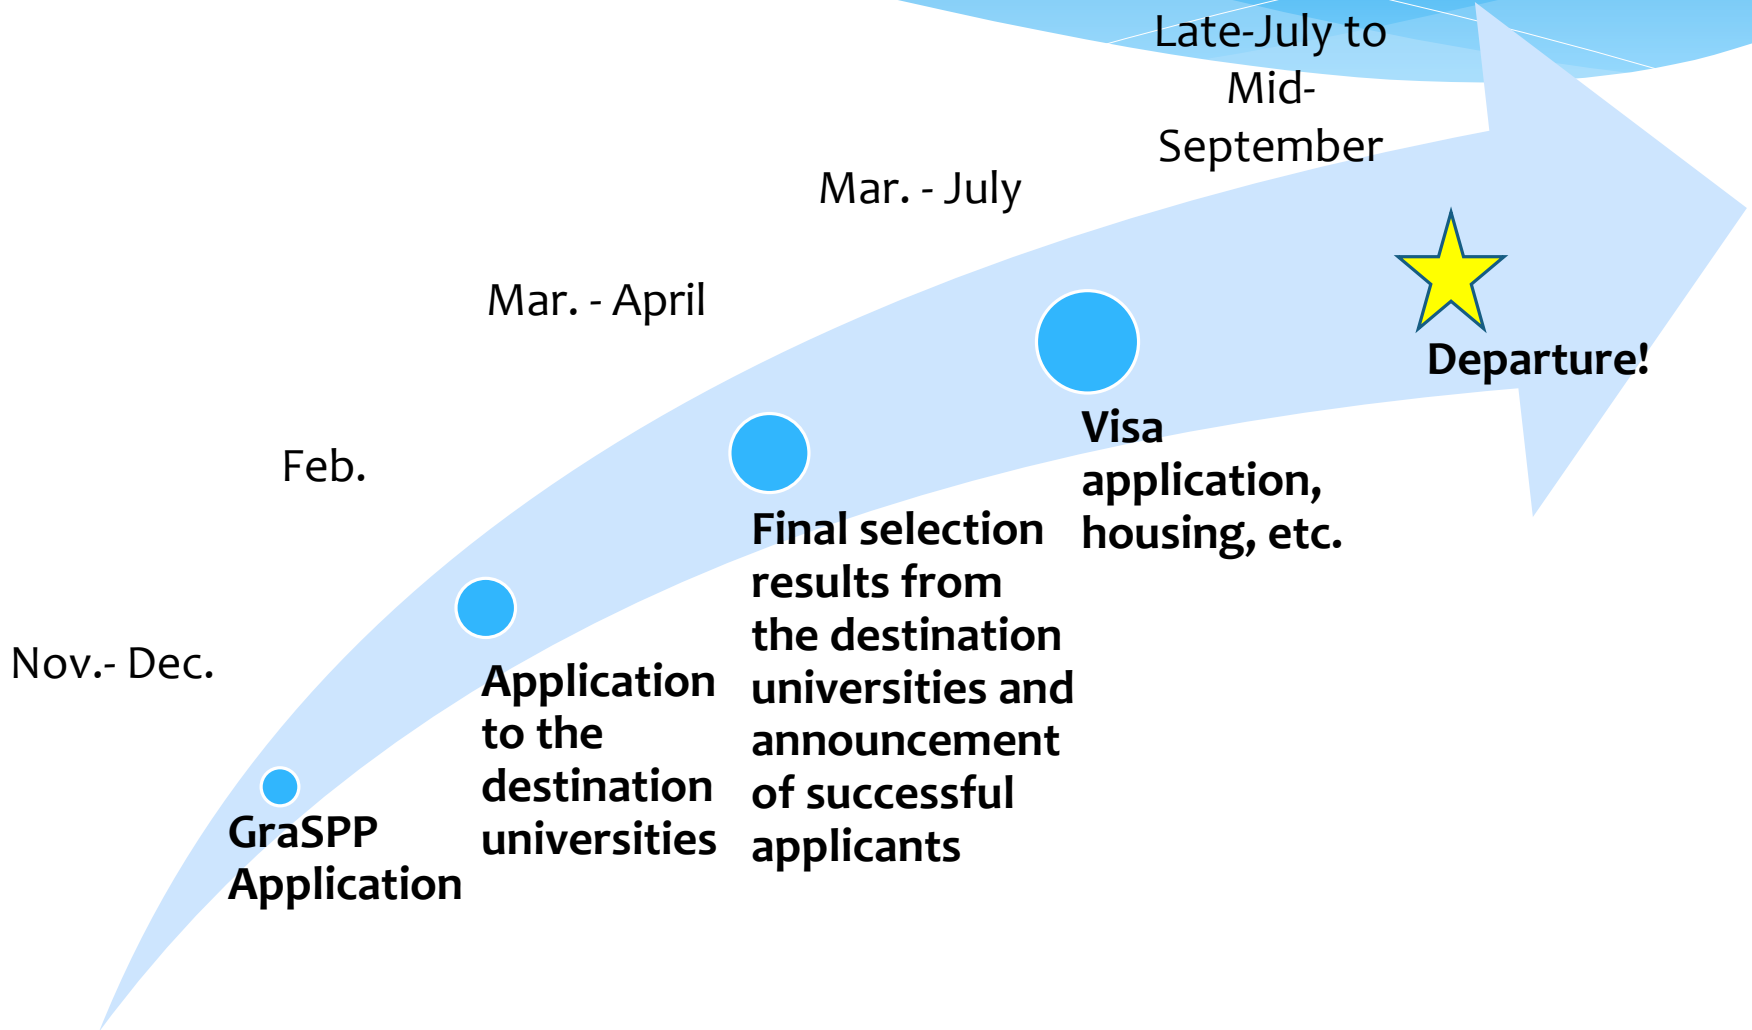 Nov.- Dec.
GraSPP
Application
Feb.
Application
to the
destination
universities
Mar. - April
Final selection
results from
the destination
universities and
announcement
of successful
applicants
Mar. - July
Visa
application,
housing, etc.
Late-July to
Mid-
September
Departure!